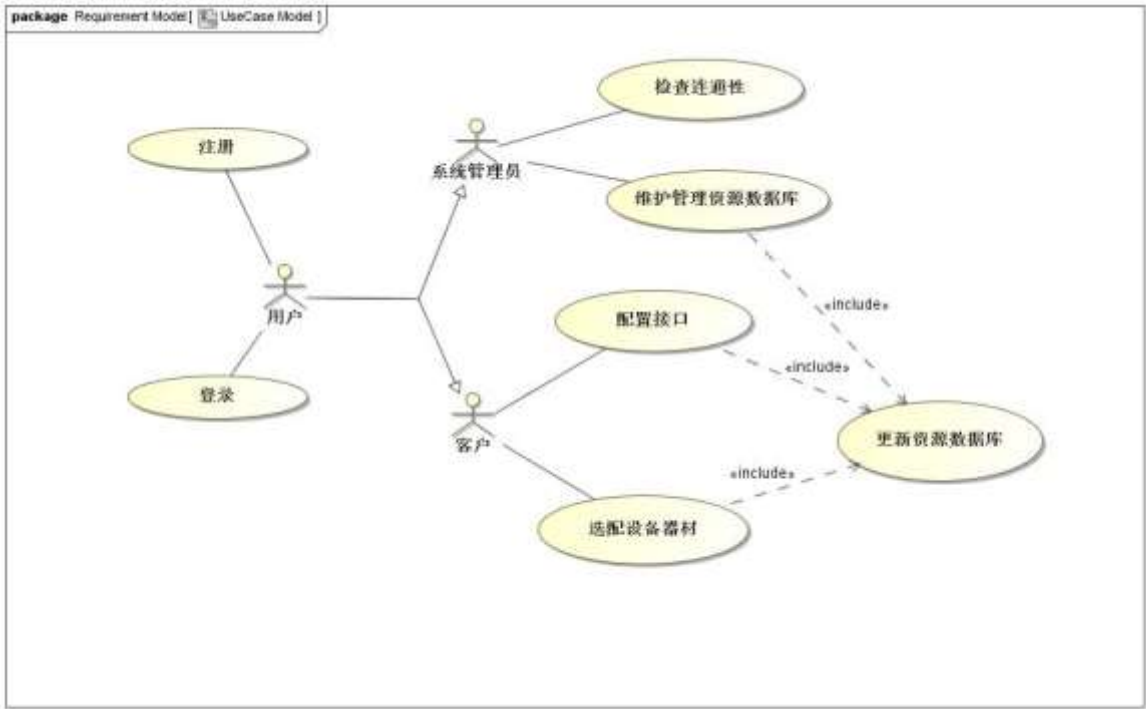 package Requirement Model [ UseCase Model ]
检查连通性
注册
系统管理员
维护管理资源数据库
用户
«include»
配置接口
«include»
登录
客户
更新资源数据库
«include»
选配设备器材